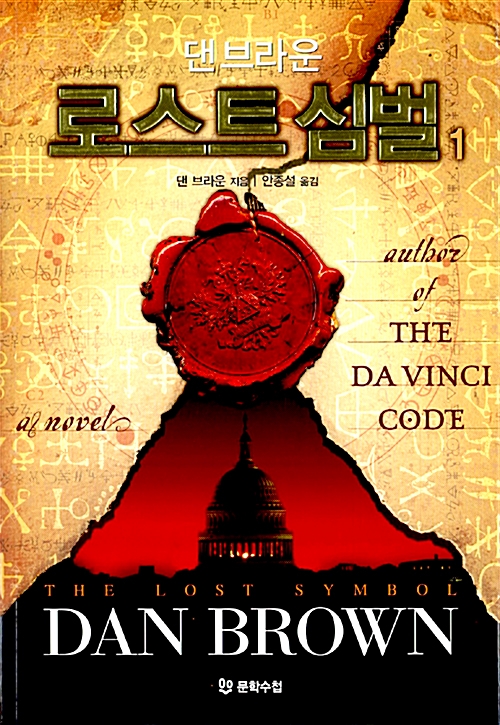 댄 브라운
로스트 심벌 1
댄 브라운 지음 | 안종설 옮김
author
of
THE
DA VINCI
CODE
a novel
THE LOST SYMBOL
DAN BROWN
문학수첩